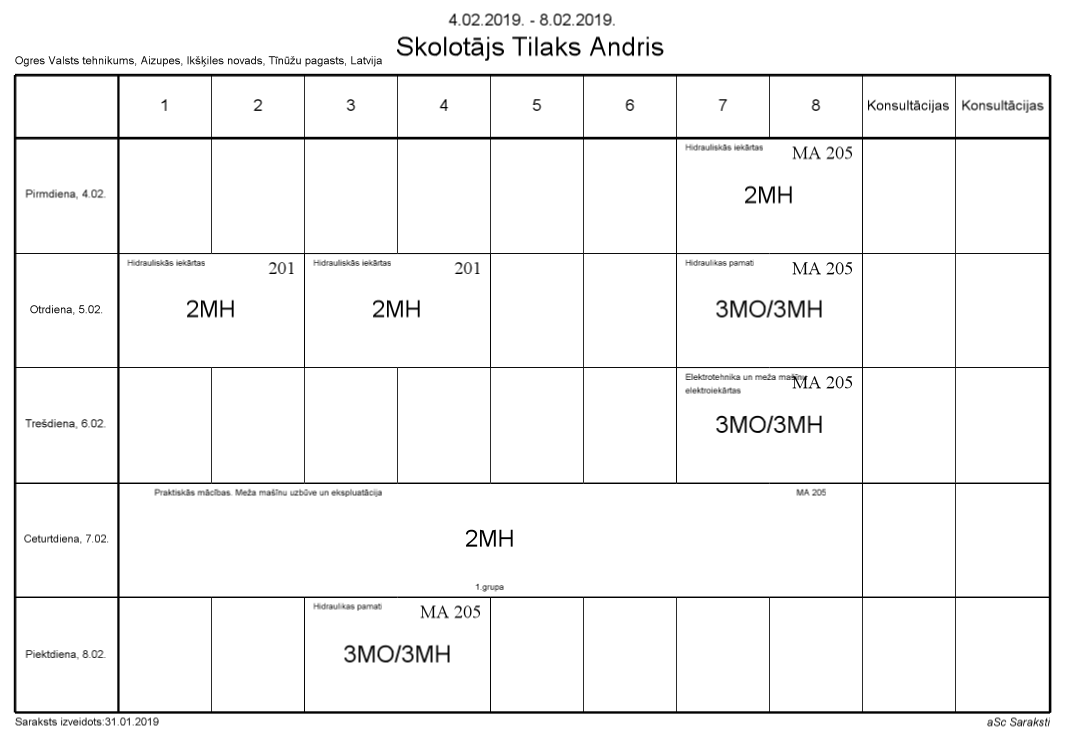 4.02.2019. - 8.02.2019.
Skolotājs Tilaks Andris
Ogres Valsts tehnikums, Aizupes, Ikšķiles novads, Tīnūžu pagasts, Latvija
1 2 3 4 5 6 7 8 Konsultācijas Konsultācijas
Pirmdiena, 4.02.
Hidrauliskās iekārtas MA 205
2MH
Otrdiena, 5.02.
Hidrauliskās iekārtas 201
2MH
Hidrauliskās iekārtas 201
2MH
Hidraulikas pamati MA 205
3MO/3MH
Trešdiena, 6.02.
Elektrotehnika un meža mašīnu MA 205
elektroiekārtas
3MO/3MH
Ceturtdiena, 7.02.
Praktiskās mācības. Meža mašīnu uzbūve un ekspluatācija MA 205
2MH
1.grupa
Piektdiena, 8.02.
Hidraulikas pamati MA 205
3MO/3MH
Saraksts izveidots:31.01.2019 aSc Saraksti